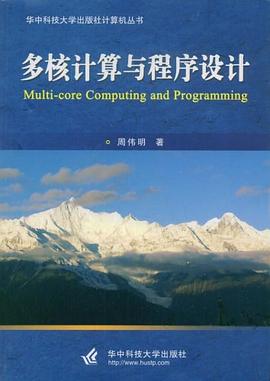 华中科技大学出版社计算机丛书
多核计算与程序设计
Multi-core Computing and Programming
周伟明 著
华中科技大学出版社
http://www.hustp.com